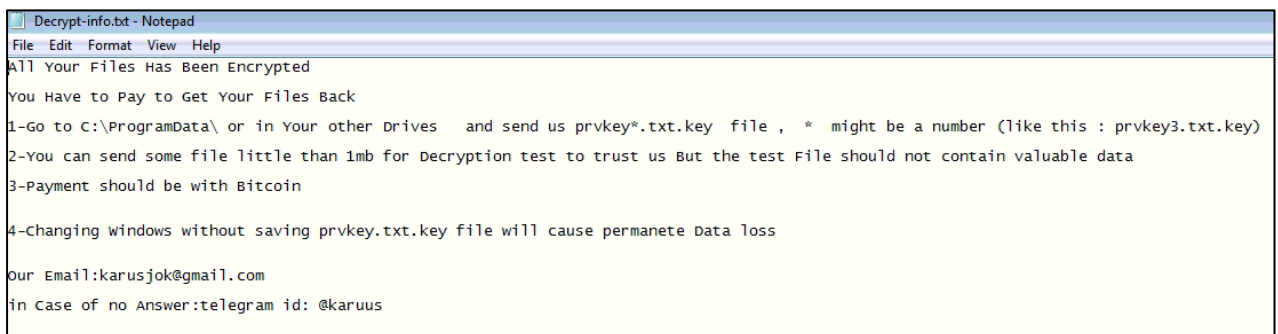 Decrypt-info.txt - Notepad
File Edit Format View Help
All Your Files Has Been Encrypted
You Have to Pay to Get Your Files Back
1-Go to C:\ProgramData\ or in Your other Drives and send us prvkey*.txt.key file , * might be a number (like this : prvkey3.txt.key)
2-You can send some file little than 1mb for Decryption test to trust us But the test File should not contain valuable data
3-Payment should be with Bitcoin
4-Changing Windows without saving prvkey.txt.key file will cause permanete Data loss
Our Email:karusjok@gmail.com
in Case of no Answer:telegram id: @karuus